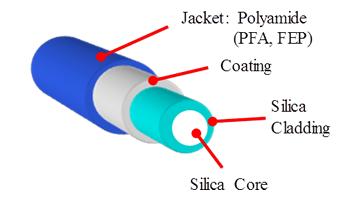 Jacket: Polyamide
(PFA, FEP)
Coating
Silica
Cladding
Silica Core